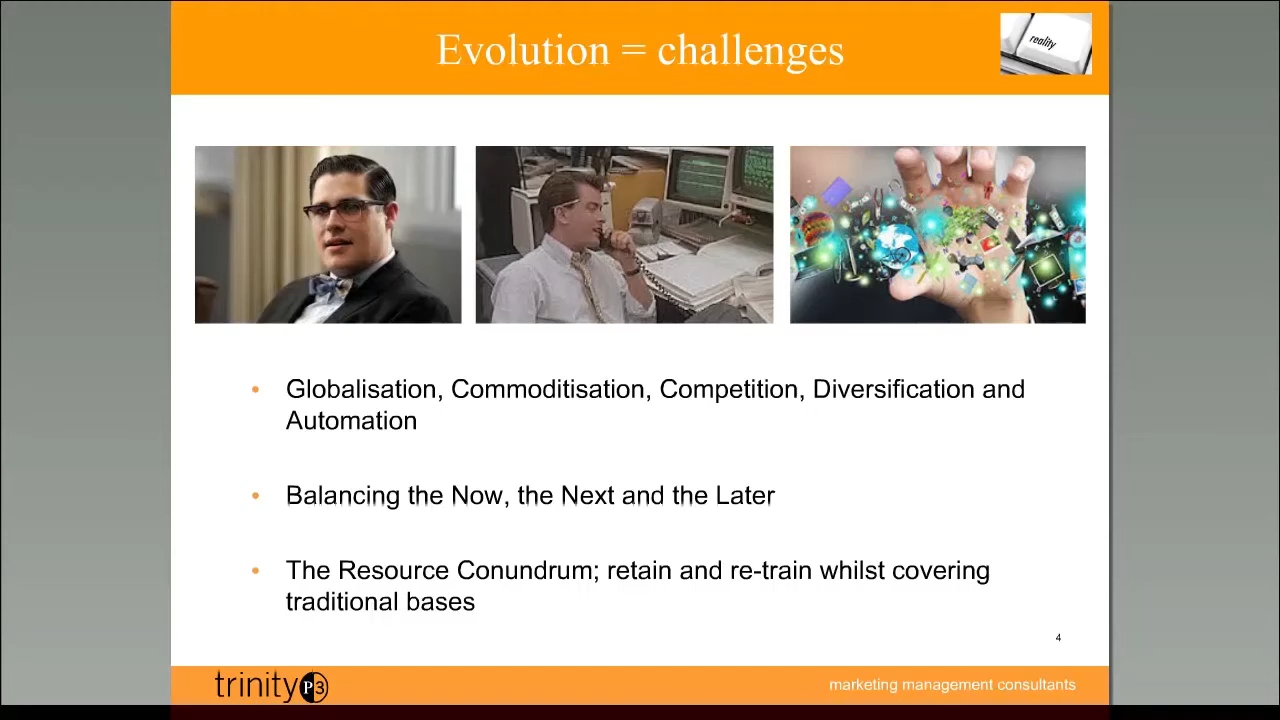 Evolution = challenges
reality
• Globalisation, Commoditisation, Competition, Diversification and
Automation
• Balancing the Now, the Next and the Later
• The Resource Conundrum; retain and re-train whilst covering
traditional bases
4
trinity P3
marketing management consultants